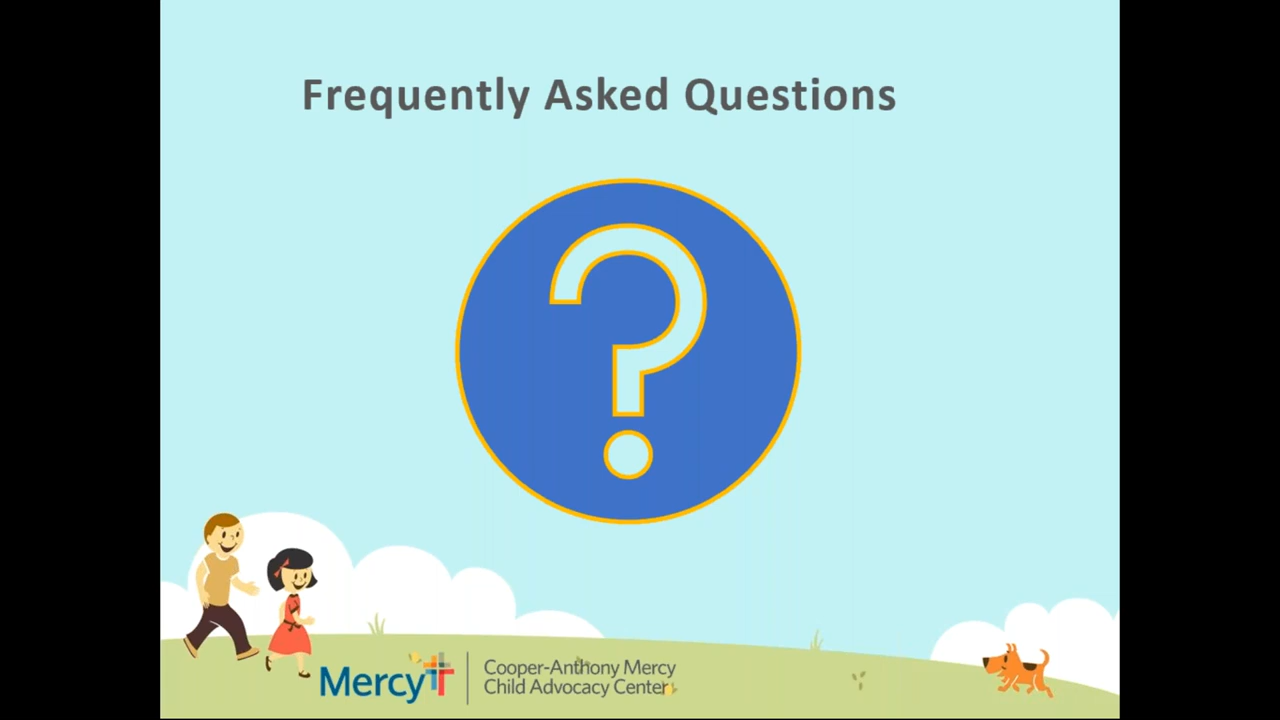 Frequently Asked Questions
?
Mercy
Cooper-Anthony Mercy
Child Advocacy Center